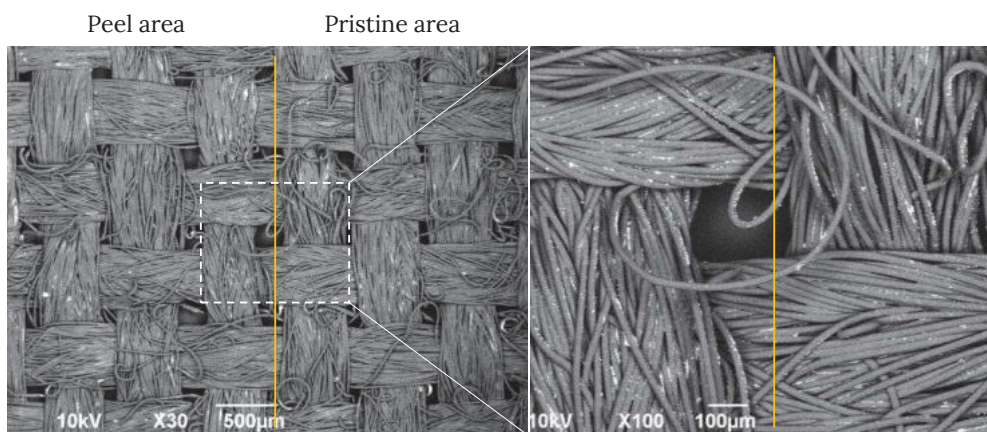 Peel area
Pristine area
10kV X30 500μm
10kV X100 100μm